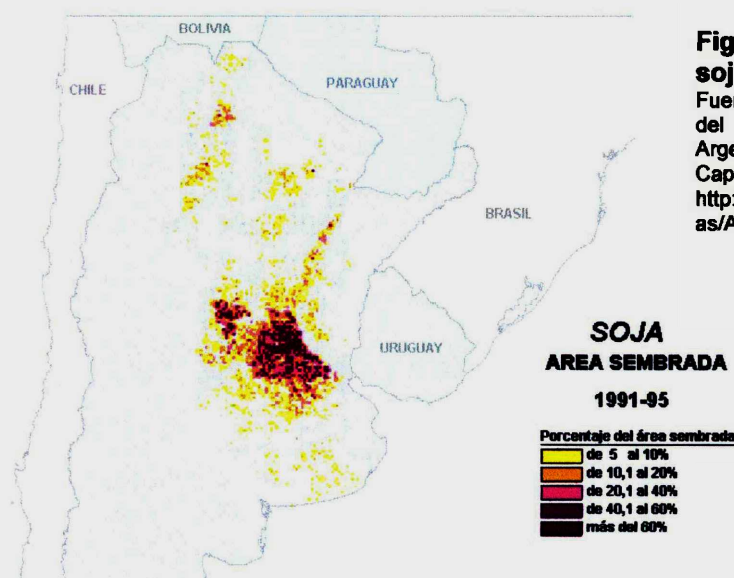 BOLIVIA
CHILE
PARAGUAY
BRASIL
URUGUAY
Fig
soj
Fuer
del
Arge
Cap
http:
as/A
SOJA
AREA SEMBRADA
1991-95
Porcentaje del área sembrada
de 5 al 10%
de 10,1 al 20%
de 20,1 al 40%
de 40,1 al 60%
más del 60%